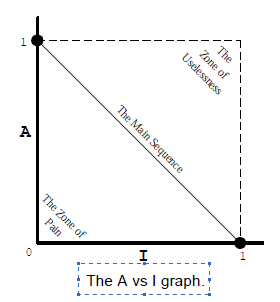 1
The
Zone of
Uselessness
The Main Sequence
A
The Zone of
Pain
0
I
1
The A vs I graph.